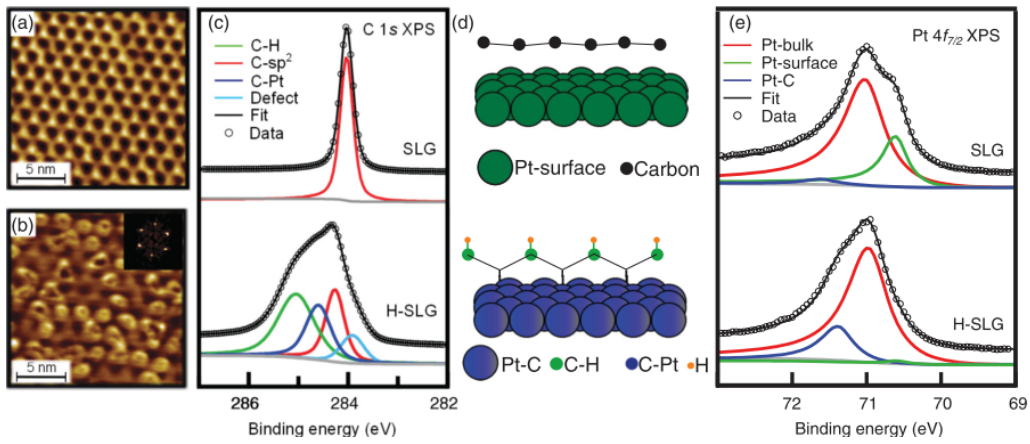 (a)
5 nm
(b)
5 nm
(c)
C 1s XPS
C-H
C-sp²
C-Pt
Defect
Fit
Data
SLG
H-SLG
286 284 282
Binding energy (eV)
(d)
Pt-surface Carbon
Pt-C C-H C-Pt H
(e)
Pt 4f7/2 XPS
Pt-bulk
Pt-surface
Pt-C
Fit
Data
SLG
H-SLG
72 71 70 69
Binding energy (eV)